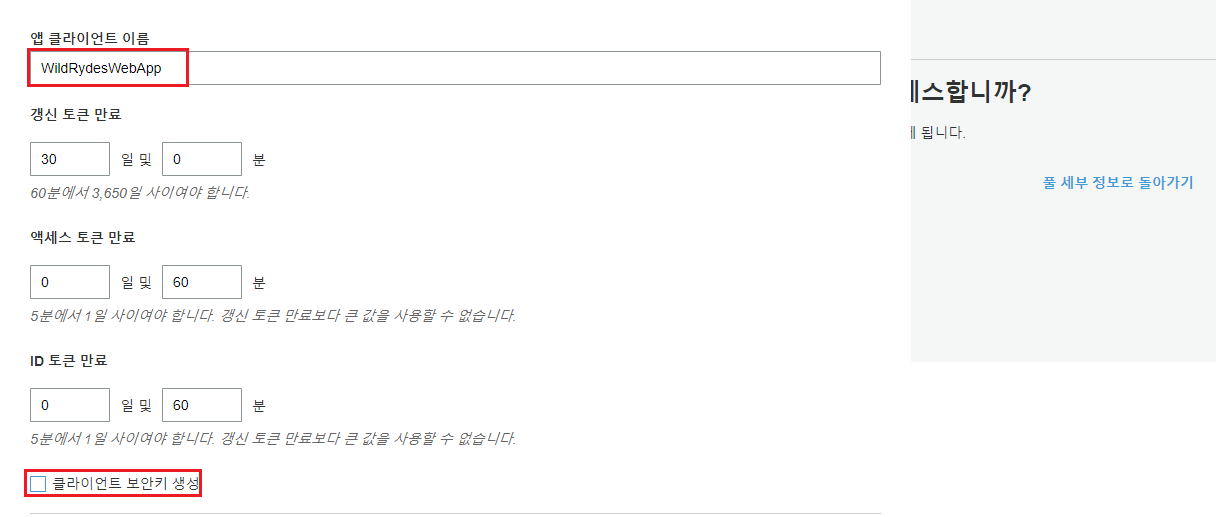 앱 클라이언트 이름
WildRydesWebApp
갱신 토큰 만료
30 일 및 0 분
60분에서 3,650일 사이여야 합니다.
액세스 토큰 만료
0 일 및 60 분
5분에서 1일 사이여야 합니다. 갱신 토큰 만료보다 큰 값을 사용할 수 없습니다.
ID 토큰 만료
0 일 및 60 분
5분에서 1일 사이여야 합니다. 갱신 토큰 만료보다 큰 값을 사용할 수 없습니다.
클라이언트 보안키 생성
세스합니까?
됩니다.
풀 세부 정보로 돌아가기